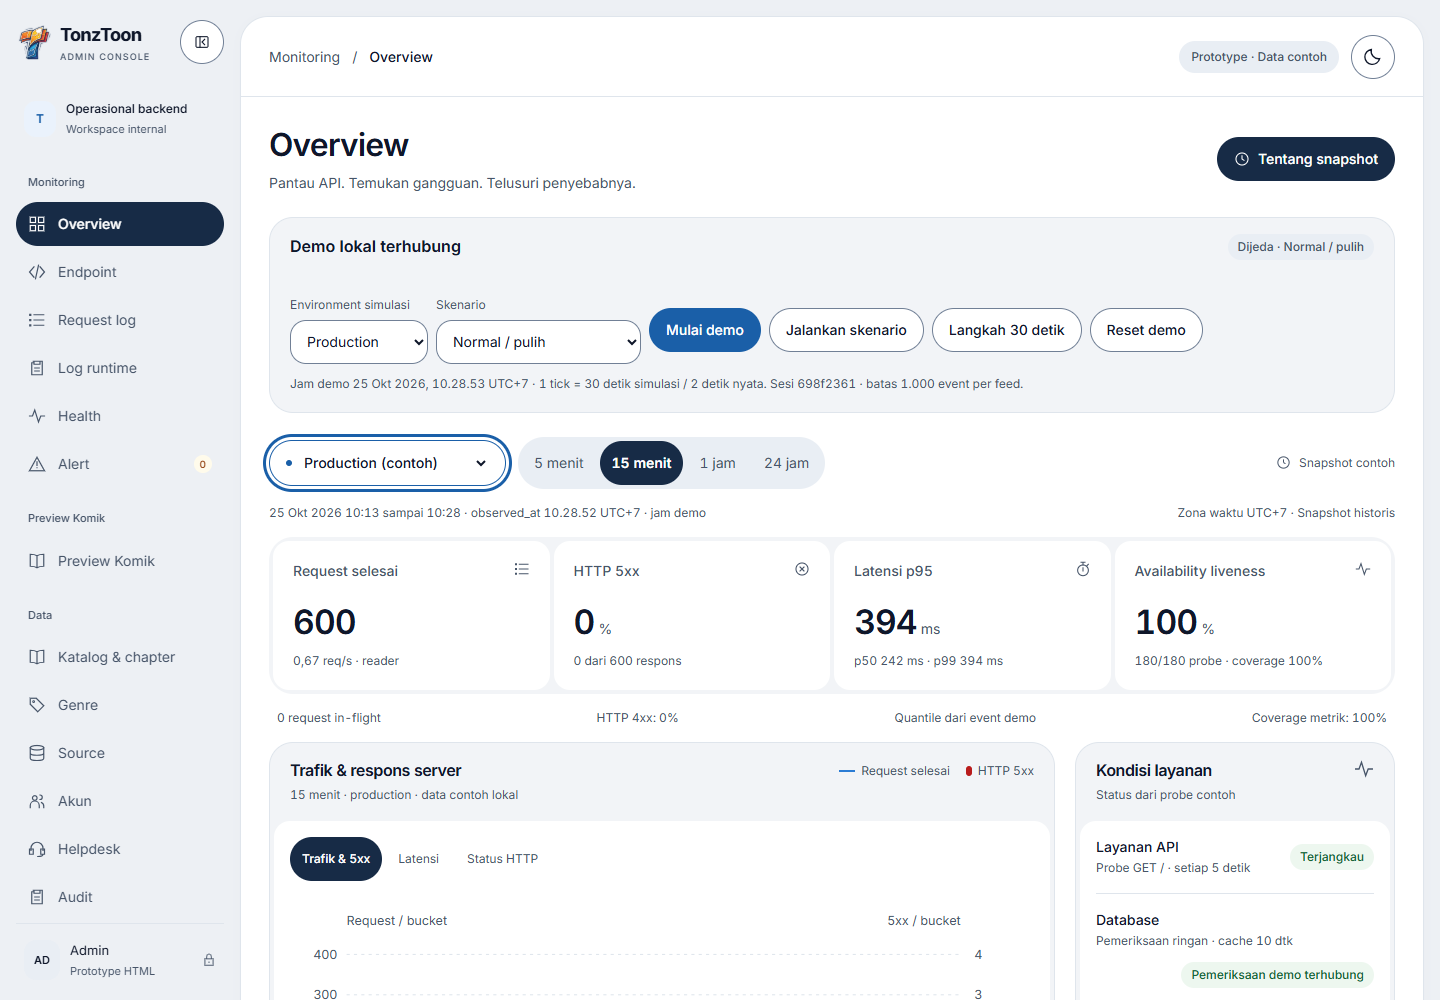 TonzToon
ADMIN CONSOLE
T
Operasional backend
Workspace internal
Monitoring
Overview
Endpoint
Request log
Log runtime
Health
Alert
0
Preview Komik
Preview Komik
Data
Katalog & chapter
Genre
Source
Akun
Helpdesk
Audit
AD
Admin
Prototype HTML
Monitoring / Overview
Prototype · Data contoh
Overview
Pantau API. Temukan gangguan. Telusuri penyebabnya.
Tentang snapshot
Demo lokal terhubung
Dijeda · Normal / pulih
Environment simulasi
Skenario
Production
Normal / pulih
Mulai demo
Jalankan skenario
Langkah 30 detik
Reset demo
Jam demo 25 Okt 2026, 10.28.53 UTC+7 · 1 tick = 30 detik simulasi / 2 detik nyata. Sesi 698f2361 · batas 1.000 event per feed.
Production (contoh)
5 menit
15 menit
1 jam
24 jam
Snapshot contoh
25 Okt 2026 10:13 sampai 10:28 · observed_at 10.28.52 UTC+7 · jam demo
Zona waktu UTC+7 · Snapshot historis
Request selesai
600
0,67 req/s · reader
HTTP 5xx
0 %
0 dari 600 respons
Latensi p95
394 ms
p50 242 ms · p99 394 ms
Availability liveness
100 %
180/180 probe · coverage 100%
0 request in-flight
HTTP 4xx: 0%
Quantile dari event demo
Coverage metrik: 100%
Trafik & respons server
15 menit · production · data contoh lokal
Request selesai
HTTP 5xx
Trafik & 5xx
Latensi
Status HTTP
Request / bucket
5xx / bucket
400
4
300
3
Kondisi layanan
Status dari probe contoh
Layanan API
Probe GET / · setiap 5 detik
Terjangkau
Database
Pemeriksaan ringan · cache 10 dtk
Pemeriksaan demo terhubung